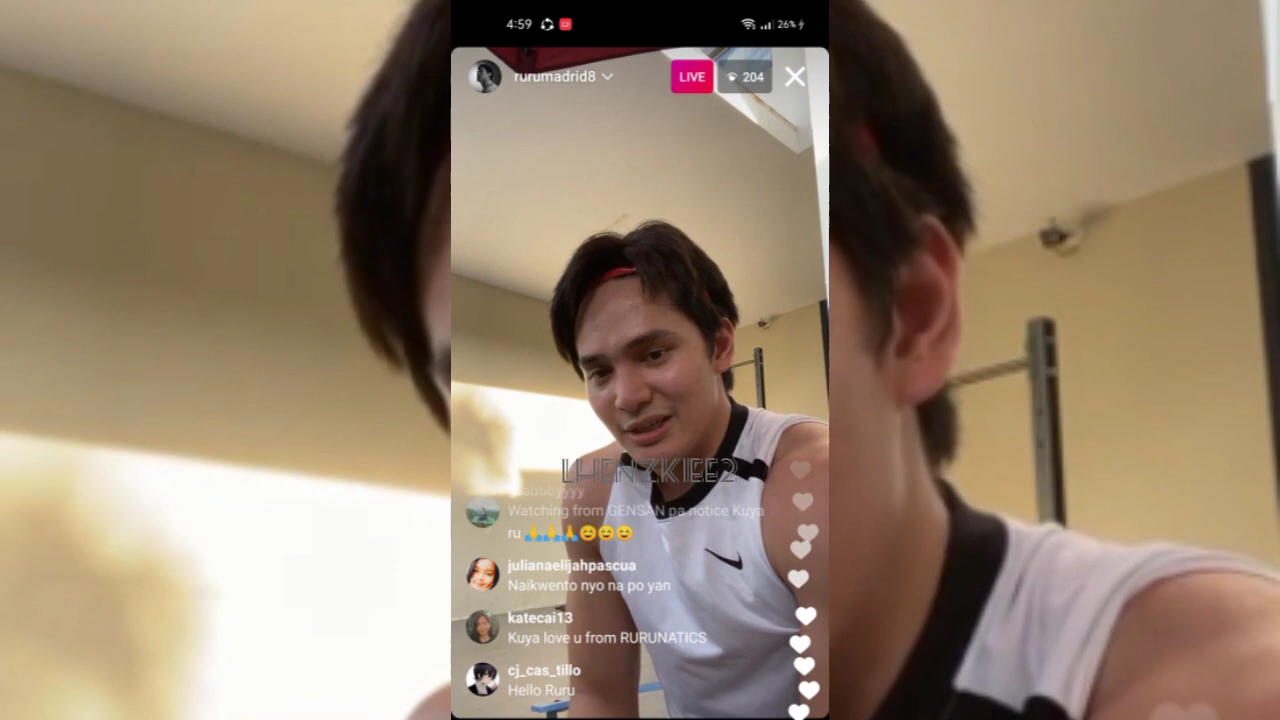 4:59
26%
rurumadrid8
LIVE
204
LHENZKIEE2
Watching from GENSAN pa notice Kuya
ru 🙏🙏🙏😊😊😊
julianaelijahpascua
Naikwento nyo na po yan
katecai13
Kuya love u from RURUNATICS
cj_cas_tillo
Hello Ruru